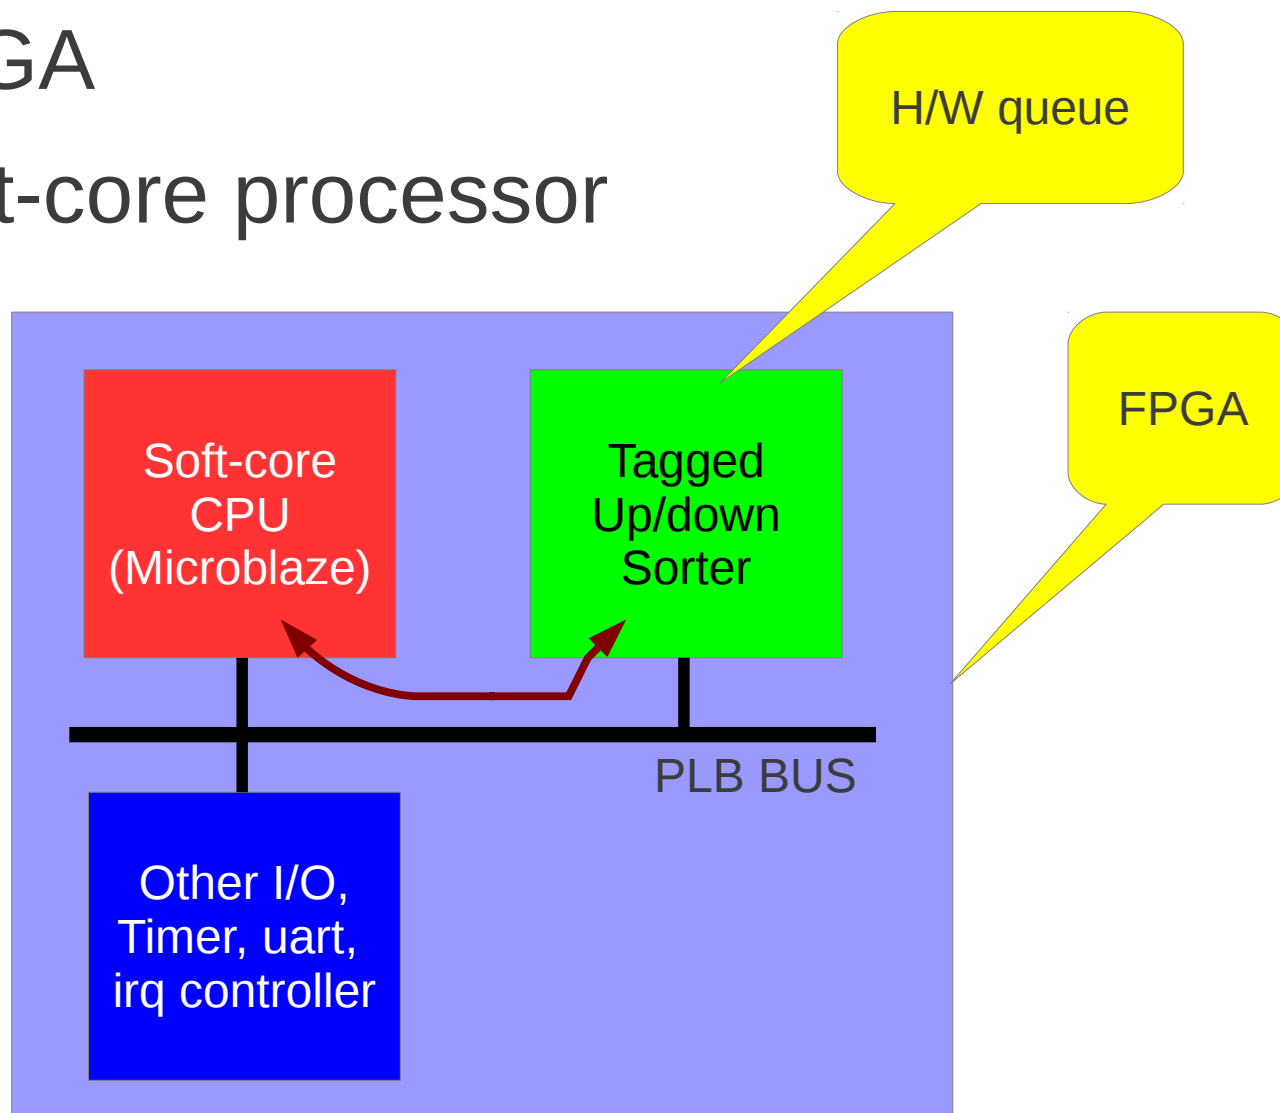 GA
t-core processor
H/W queue
FPGA
Soft-core
CPU
(Microblaze)
Tagged
Up/down
Sorter
PLB BUS
Other I/O,
Timer, uart,
irq controller